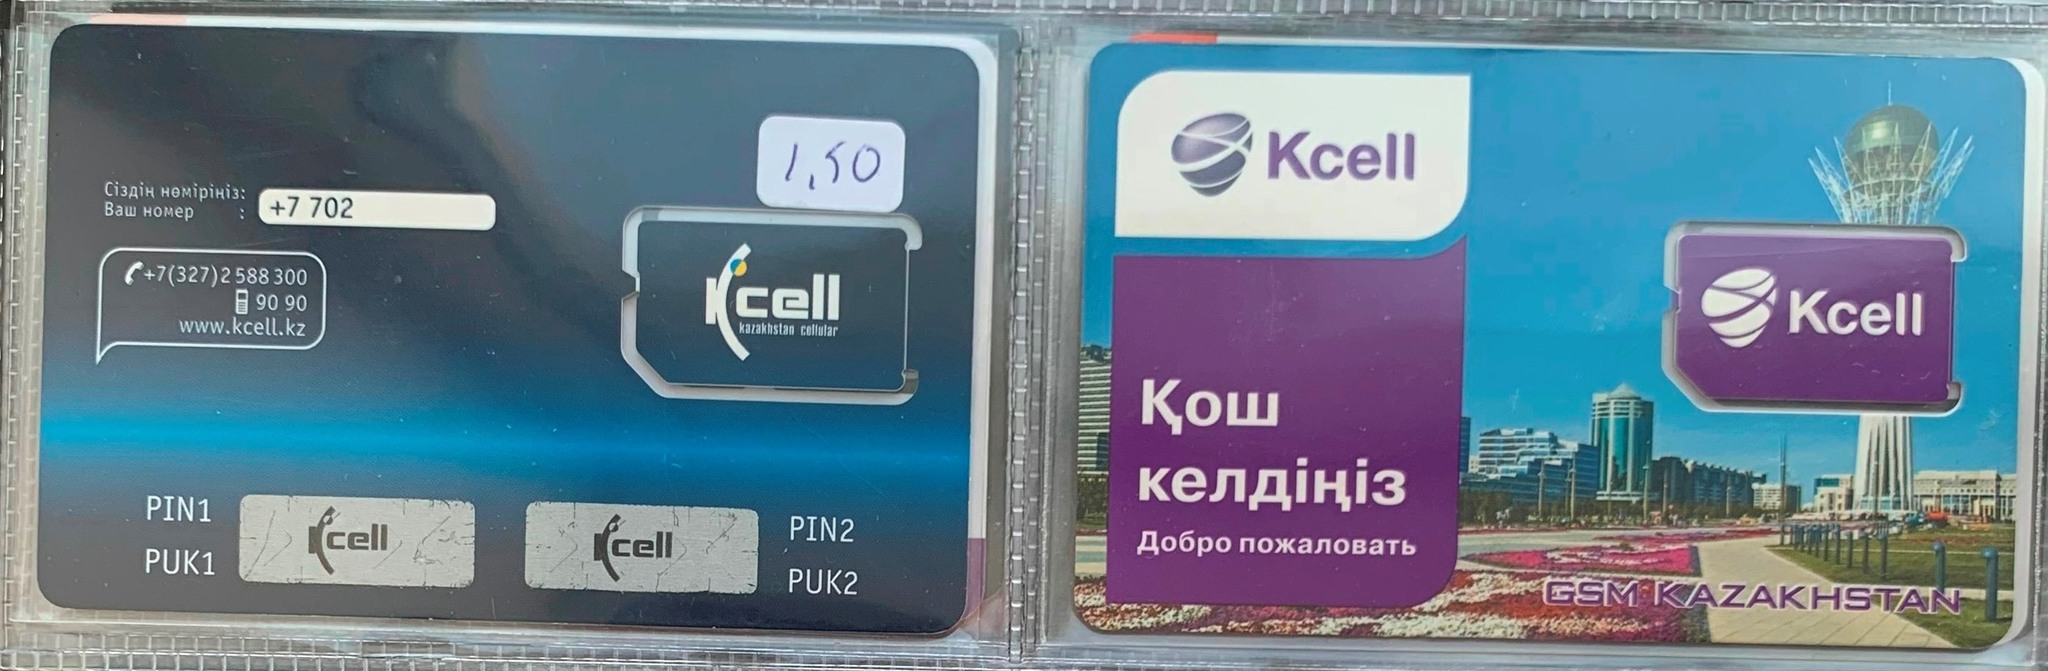 1,50
Сіздің нөміріңіз:
Ваш номер :
+7 702
+7(327)2 588 300
90 90
www.kcell.kz
Kcell
kazakhstan cellular
PIN1
PUK1
Kcell
Kcell
PIN2
PUK2
Kcell
Kcell
Қош
келдіңіз
Добро пожаловать
GSM KAZAKHSTAN